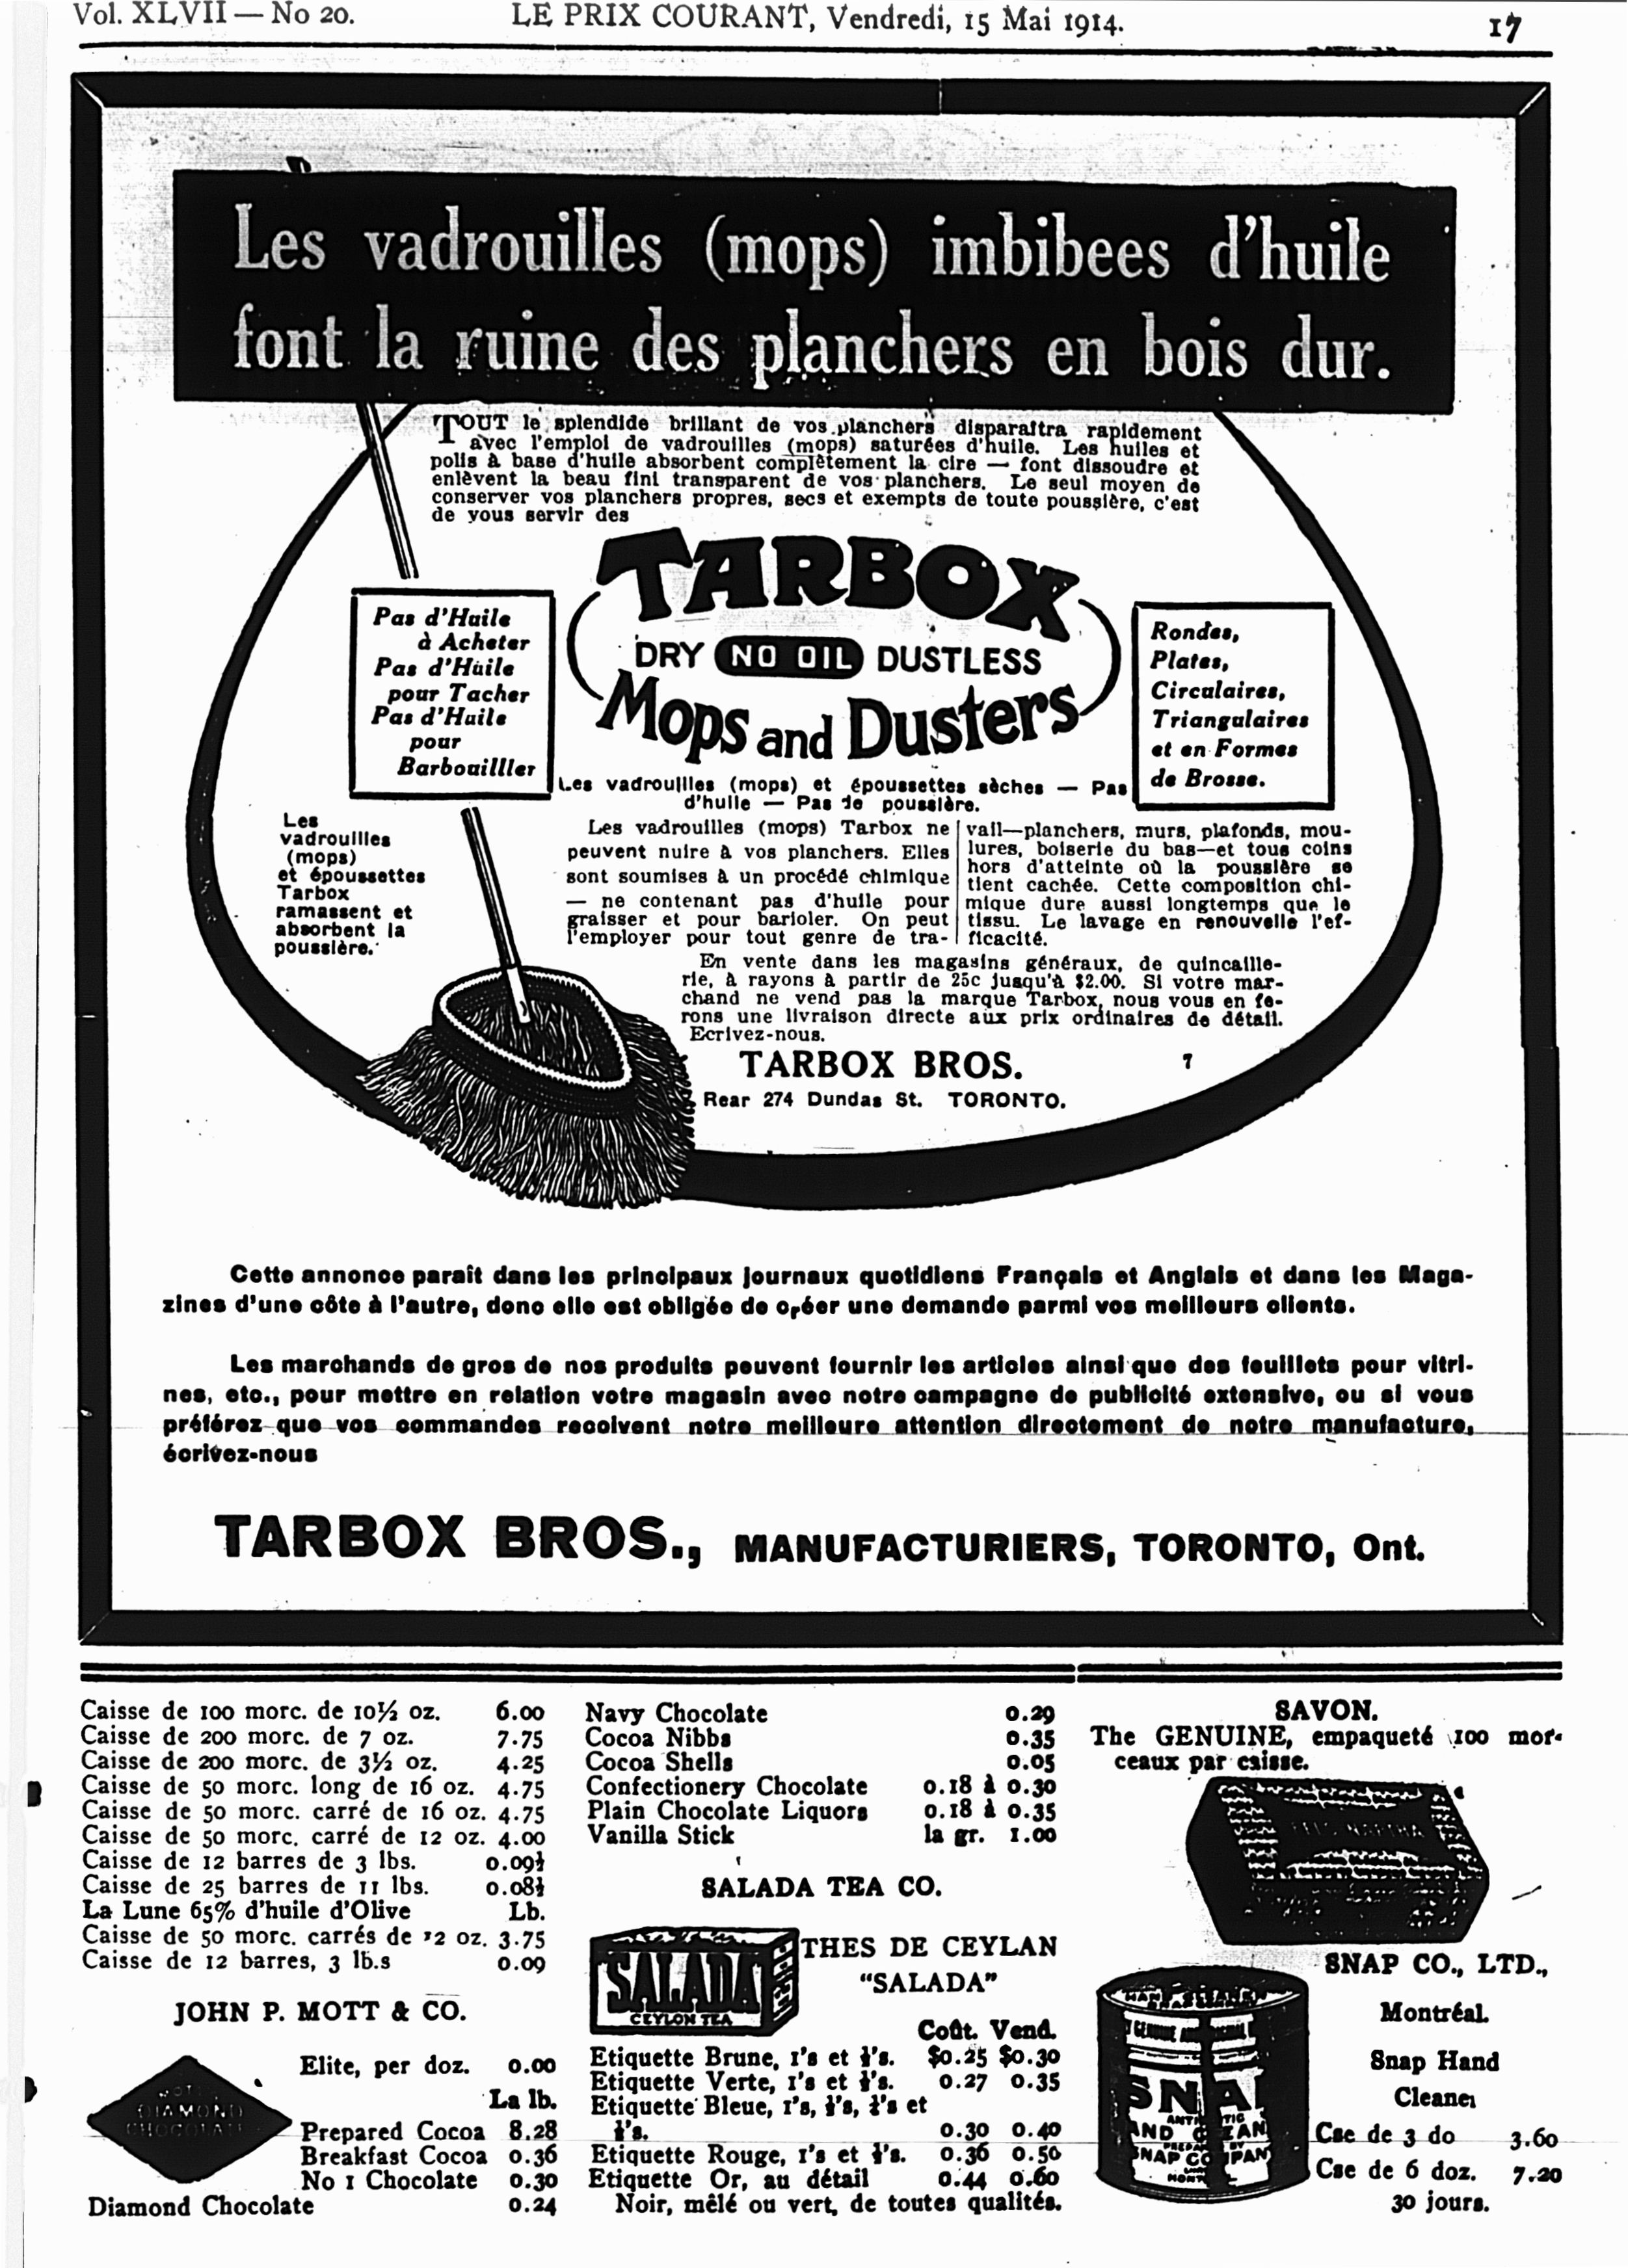 Vol. XLVII — No 20.
LE PRIX COURANT, Vendredi, 15 Mai 1914.
17
Les vadrouilles (mops) imbibees d'huile
font la ruine des planchers en bois dur.
TOUT le splendide brillant de vos planchers disparaîtra rapidement
avec l'emploi de vadrouilles (mops) saturées d'huile. Les huiles et
polis à base d'huile absorbent complètement la cire — font dissoudre et
enlèvent la beau fini transparent de vos planchers. Le seul moyen de
conserver vos planchers propres, secs et exempts de toute poussière, c'est
de vous servir des
TARBOX
DRY NO OIL DUSTLESS
Mops and Dusters
Pas d'Huile
à Acheter
Pas d'Huile
pour Tacher
Pas d'Huile
pour
Barbouilller
Rondes,
Plates,
Circulaires,
Triangulaires
et en Formes
de Brosse.
Les vadrouilles (mops) et époussettes sèches — Pas
d'huile — Pas de poussière.
Les
vadrouilles
(mops)
et époussettes
Tarbox
ramassent et
absorbent la
poussière.
Les vadrouilles (mops) Tarbox ne
peuvent nuire à vos planchers. Elles
sont soumises à un procédé chimique
— ne contenant pas d'huile pour
graisser et pour barioler. On peut
l'employer pour tout genre de tra-
vail—planchers, murs, plafonds, mou-
lures, boiserie du bas—et tous coins
hors d'atteinte où la poussière se
tient cachée. Cette composition chi-
mique dure aussi longtemps que le
tissu. Le lavage en renouvelle l'ef-
ficacité.
En vente dans les magasins généraux, de quincaille-
rie, à rayons à partir de 25c jusqu'à $2.00. Si votre mar-
chand ne vend pas la marque Tarbox, nous vous en fe-
rons une livraison directe aux prix ordinaires de détail.
Ecrivez-nous.
TARBOX BROS.
7
Rear 274 Dundas St. TORONTO.
Cette annonce paraît dans les principaux journaux quotidiens Français et Anglais et dans les Maga-
zines d'une côte à l'autre, donc elle est obligée de créer une demande parmi vos meilleurs clients.
Les marchands de gros de nos produits peuvent fournir les articles ainsi que des feuillets pour vitri-
nes, etc., pour mettre en relation votre magasin avec notre campagne de publicité extensive, ou si vous
préférez que vos commandes recoivent notre meilleure attention directement de notre manufacture,
écrivez-nous
TARBOX BROS., MANUFACTURIERS, TORONTO, Ont.
Caisse de 100 morc. de 10½ oz. 6.00
Caisse de 200 morc. de 7 oz. 7.75
Caisse de 200 morc. de 3½ oz. 4.25
Caisse de 50 morc. long de 16 oz. 4.75
Caisse de 50 morc. carré de 16 oz. 4.75
Caisse de 50 morc. carré de 12 oz. 4.00
Caisse de 12 barres de 3 lbs. 0.09½
Caisse de 25 barres de 11 lbs. 0.08½
La Lune 65% d'huile d'Olive Lb.
Caisse de 50 morc. carrés de 12 oz. 3.75
Caisse de 12 barres, 3 lb.s 0.09
JOHN P. MOTT & CO.
MOTT'S
DIAMOND
CHOCOLATE
Elite, per doz. 0.00
La lb.
Prepared Cocoa 8.28
Breakfast Cocoa 0.36
No 1 Chocolate 0.30
Diamond Chocolate 0.24
Navy Chocolate 0.29
Cocoa Nibbs 0.35
Cocoa Shells 0.05
Confectionery Chocolate 0.18 à 0.30
Plain Chocolate Liquors 0.18 à 0.35
Vanilla Stick la gr. 1.00
SALADA TEA CO.
SALADA
CEYLON TEA
THES DE CEYLAN
"SALADA"
Coût. Vend.
Etiquette Brune, 1's et ½'s. $0.25 $0.30
Etiquette Verte, 1's et ½'s. 0.27 0.35
Etiquette Bleue, 1's, ½'s, ¼'s et
⅛'s. 0.30 0.40
Etiquette Rouge, 1's et ½'s. 0.36 0.50
Etiquette Or, au détail 0.44 0.60
Noir, mêlé ou vert, de toutes qualités.
SAVON.
The GENUINE, empaqueté 100 mor-
ceaux par caisse.
FELS NAPTHA
SNAP CO., LTD.,
Montréal.
Snap Hand
Cleaner
Cse de 3 do 3.60
Cse de 6 doz. 7.20
30 jours.